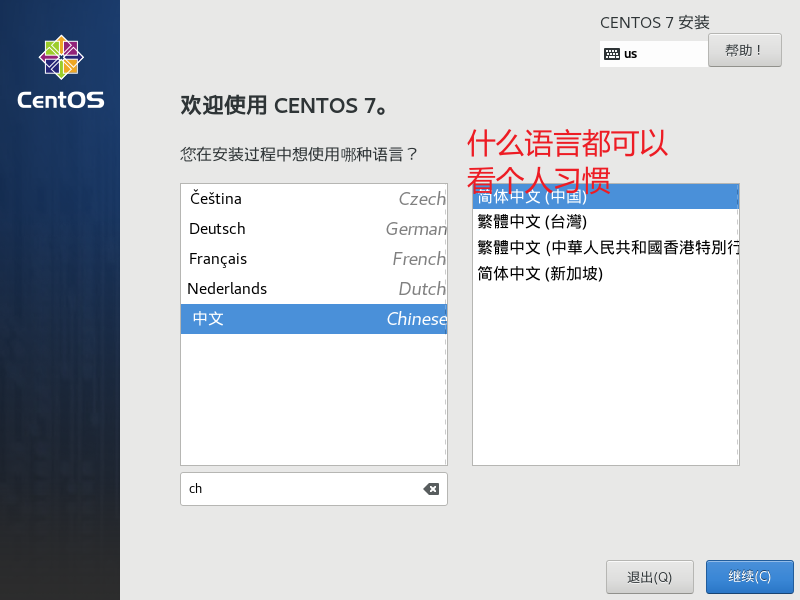 CENTOS 7 安装
us
帮助！
CentOS
欢迎使用 CENTOS 7。
您在安装过程中想使用哪种语言？
什么语言都可以
看个人习惯
Čeština Czech
Deutsch German
Français French
Nederlands Dutch
中文 Chinese
简体中文 (中国)
繁體中文 (台灣)
繁體中文 (中華人民共和國香港特別行
简体中文 (新加坡)
ch
退出(Q)
继续(C)